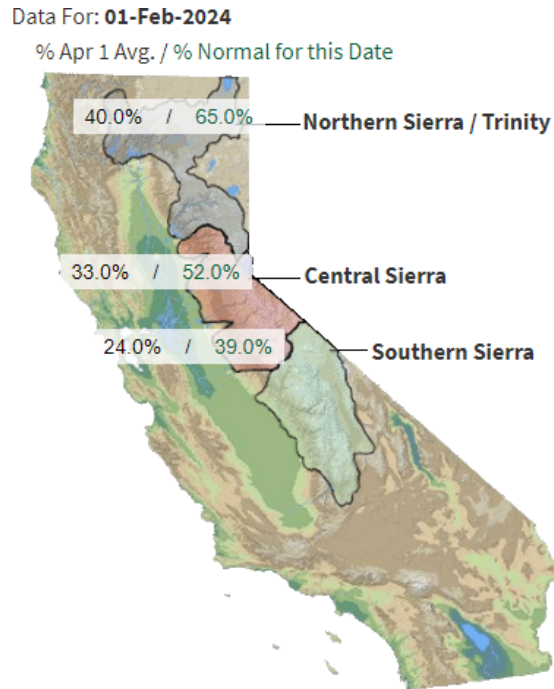 Data For: 01-Feb-2024
% Apr 1 Avg. / % Normal for this Date
40.0% / 65.0% Northern Sierra / Trinity
33.0% / 52.0% Central Sierra
24.0% / 39.0% Southern Sierra